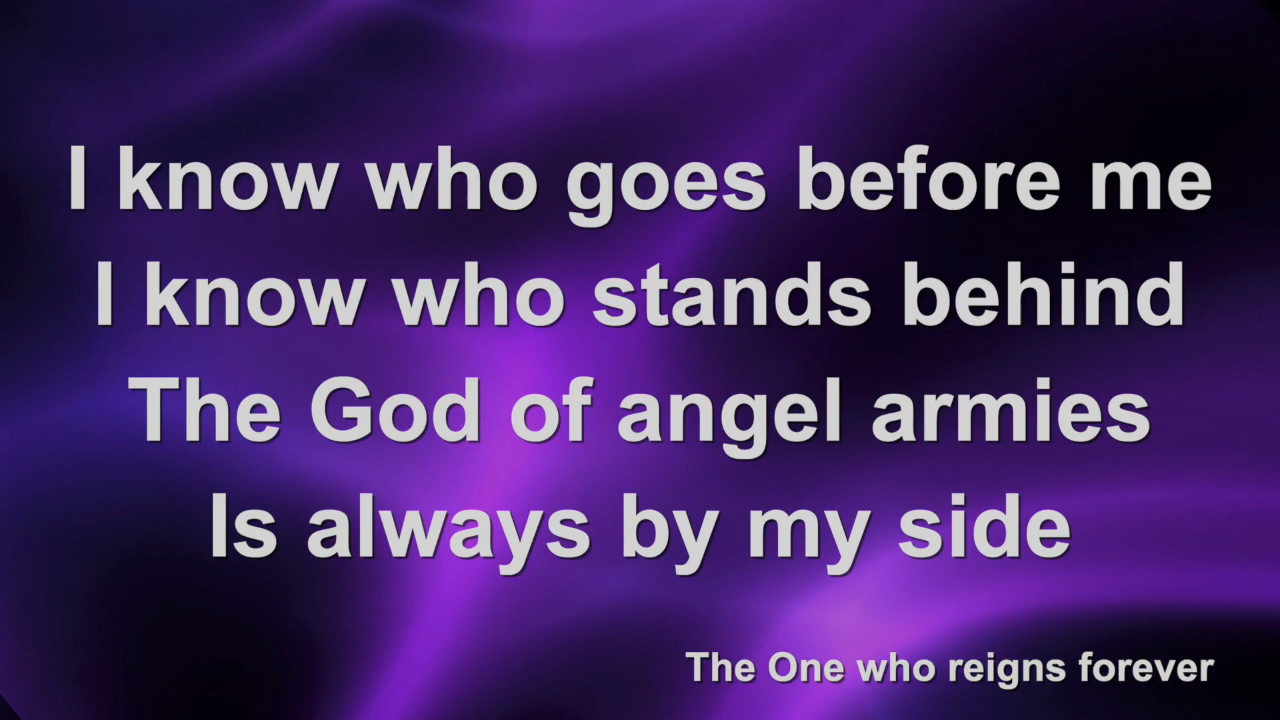 I know who goes before me
I know who stands behind
The God of angel armies
Is always by my side
The One who reigns forever